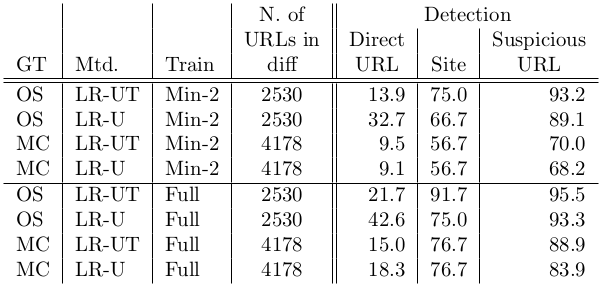 N. of Detection
URLs in Direct Suspicious
GT Mtd. Train diff URL Site URL
OS LR-UT Min-2 2530 13.9 75.0 93.2
OS LR-U Min-2 2530 32.7 66.7 89.1
MC LR-UT Min-2 4178 9.5 56.7 70.0
MC LR-U Min-2 4178 9.1 56.7 68.2
OS LR-UT Full 2530 21.7 91.7 95.5
OS LR-U Full 2530 42.6 75.0 93.3
MC LR-UT Full 4178 15.0 76.7 88.9
MC LR-U Full 4178 18.3 76.7 83.9